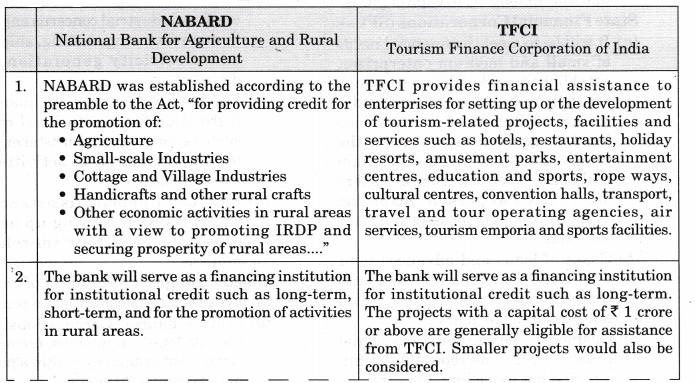 NABARD
National Bank for Agriculture and Rural
Development
TFCI
Tourism Finance Corporation of India
1.
NABARD was established according to the
preamble to the Act, "for providing credit for
the promotion of:
• Agriculture
• Small-scale Industries
• Cottage and Village Industries
• Handicrafts and other rural crafts
• Other economic activities in rural areas
with a view to promoting IRDP and
securing prosperity of rural areas...."
TFCI provides financial assistance to
enterprises for setting up or the development
of tourism-related projects, facilities and
services such as hotels, restaurants, holiday
resorts, amusement parks, entertainment
centres, education and sports, rope ways,
cultural centres, convention halls, transport,
travel and tour operating agencies, air
services, tourism emporia and sports facilities.
2.
The bank will serve as a financing institution
for institutional credit such as long-term,
short-term, and for the promotion of activities
in rural areas.
The bank will serve as a financing institution
for institutional credit such as long-term.
The projects with a capital cost of ₹ 1 crore
or above are generally eligible for assistance
from TFCI. Smaller projects would also be
considered.